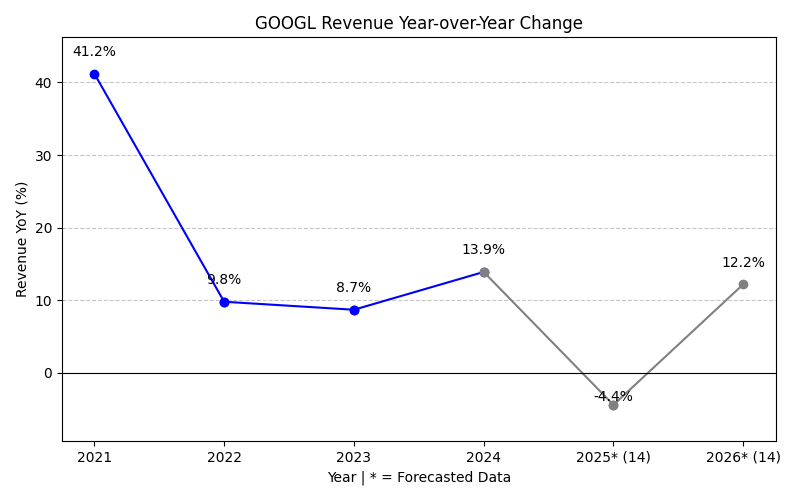 GOOGL Revenue Year-over-Year Change
41.2%
9.8%
8.7%
13.9%
-4.4%
12.2%
Revenue YoY (%)
40
30
20
10
0
2021 2022 2023 2024 2025* (14) 2026* (14)
Year | * = Forecasted Data